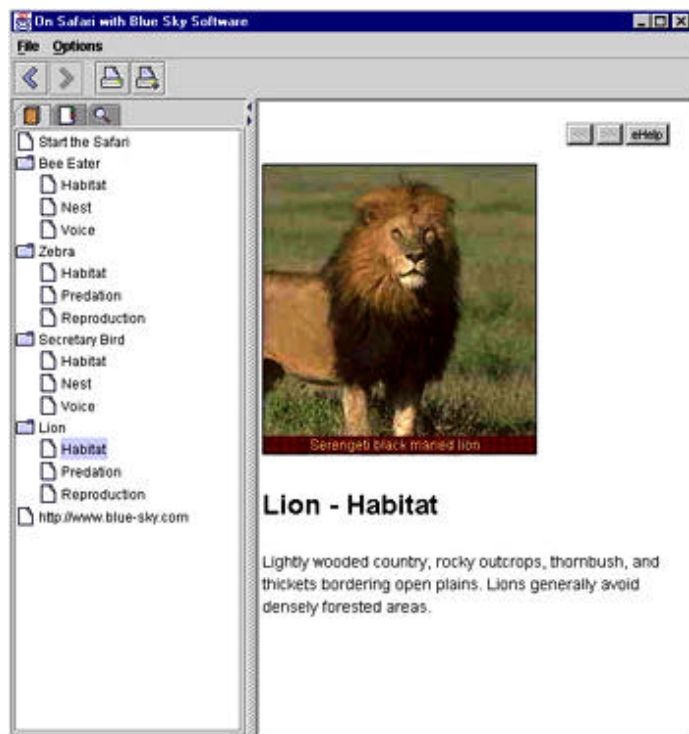 On Safari with Blue Sky Software
File Options
Start the Safari
Bee Eater
Habitat
Nest
Voice
Zebra
Habitat
Predation
Reproduction
Secretary Bird
Habitat
Nest
Voice
Lion
Habitat
Predation
Reproduction
http://www.blue-sky.com
eHelp
Serengeti black maned lion
Lion - Habitat
Lightly wooded country, rocky outcrops, thornbush, and
thickets bordering open plains. Lions generally avoid
densely forested areas.